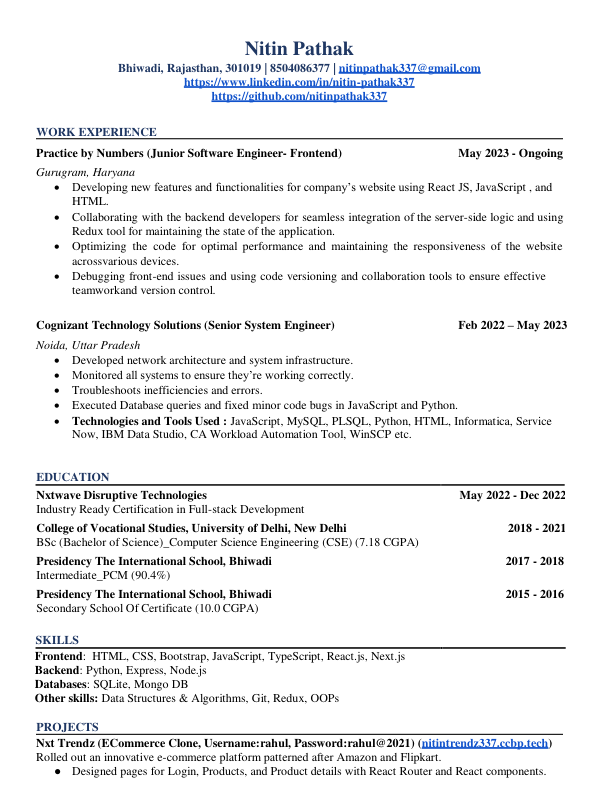 Nitin Pathak
Bhiwadi, Rajasthan, 301019 | 8504086377 | nitinpathak337@gmail.com
https://www.linkedin.com/in/nitin-pathak337
https://github.com/nitinpathak337
WORK EXPERIENCE
Practice by Numbers (Junior Software Engineer- Frontend) May 2023 - Ongoing
Gurugram, Haryana
• Developing new features and functionalities for company's website using React JS, JavaScript , and
HTML.
• Collaborating with the backend developers for seamless integration of the server-side logic and using
Redux tool for maintaining the state of the application.
• Optimizing the code for optimal performance and maintaining the responsiveness of the website
acrossvarious devices.
• Debugging front-end issues and using code versioning and collaboration tools to ensure effective
teamworkand version control.
Cognizant Technology Solutions (Senior System Engineer) Feb 2022 – May 2023
Noida, Uttar Pradesh
• Developed network architecture and system infrastructure.
• Monitored all systems to ensure they're working correctly.
• Troubleshoots inefficiencies and errors.
• Executed Database queries and fixed minor code bugs in JavaScript and Python.
• Technologies and Tools Used : JavaScript, MySQL, PLSQL, Python, HTML, Informatica, Service
Now, IBM Data Studio, CA Workload Automation Tool, WinSCP etc.
EDUCATION
Nxtwave Disruptive Technologies May 2022 - Dec 2022
Industry Ready Certification in Full-stack Development
College of Vocational Studies, University of Delhi, New Delhi 2018 - 2021
BSc (Bachelor of Science)_Computer Science Engineering (CSE) (7.18 CGPA)
Presidency The International School, Bhiwadi 2017 - 2018
Intermediate_PCM (90.4%)
Presidency The International School, Bhiwadi 2015 - 2016
Secondary School Of Certificate (10.0 CGPA)
SKILLS
Frontend: HTML, CSS, Bootstrap, JavaScript, TypeScript, React.js, Next.js
Backend: Python, Express, Node.js
Databases: SQLite, Mongo DB
Other skills: Data Structures & Algorithms, Git, Redux, OOPs
PROJECTS
Nxt Trendz (ECommerce Clone, Username:rahul, Password:rahul@2021) (nitintrendz337.ccbp.tech)
Rolled out an innovative e-commerce platform patterned after Amazon and Flipkart.
• Designed pages for Login, Products, and Product details with React Router and React components.